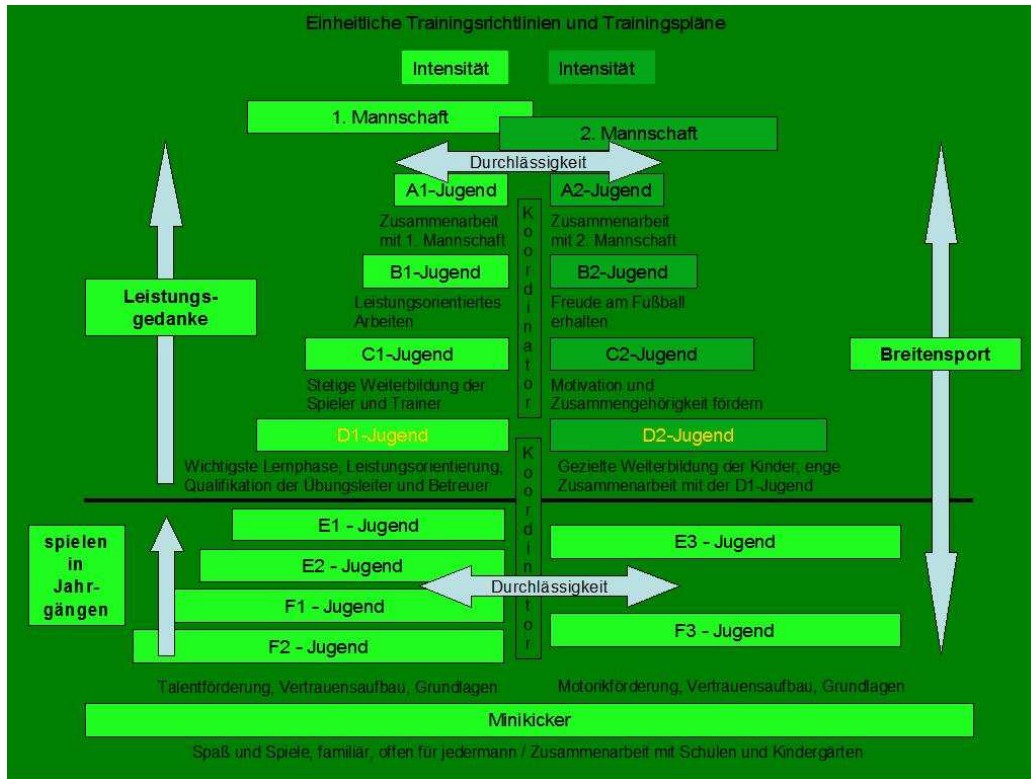 Einheitliche Trainingsrichtlinien und Trainingspläne
Intensität
Intensität
1. Mannschaft
2. Mannschaft
Durchlässigkeit
A1-Jugend
A2-Jugend
Zusammenarbeit
mit 1. Mannschaft
Zusammenarbeit
mit 2. Mannschaft
Koordinator
B1-Jugend
B2-Jugend
Leistungsorientiertes
Arbeiten
Freude am Fußball
erhalten
Leistungs-
gedanke
Breitensport
C1-Jugend
C2-Jugend
Stetige Weiterbildung der
Spieler und Trainer
Motivation und
Zusammengehörigkeit fördern
D1-Jugend
D2-Jugend
Wichtigste Lernphase, Leistungsorientierung,
Qualifikation der Übungsleiter und Betreuer
Gezielte Weiterbildung der Kinder, enge
Zusammenarbeit mit der D1-Jugend
Koordinator
spielen
in
Jahr-
gängen
E1 - Jugend
E2 - Jugend
E3 - Jugend
Durchlässigkeit
F1 - Jugend
F2 - Jugend
F3 - Jugend
Talentförderung, Vertrauensaufbau, Grundlagen
Motorikförderung, Vertrauensaufbau, Grundlagen
Minikicker
Spaß und Spiele, familiär, offen für jedermann / Zusammenarbeit mit Schulen und Kindergärten